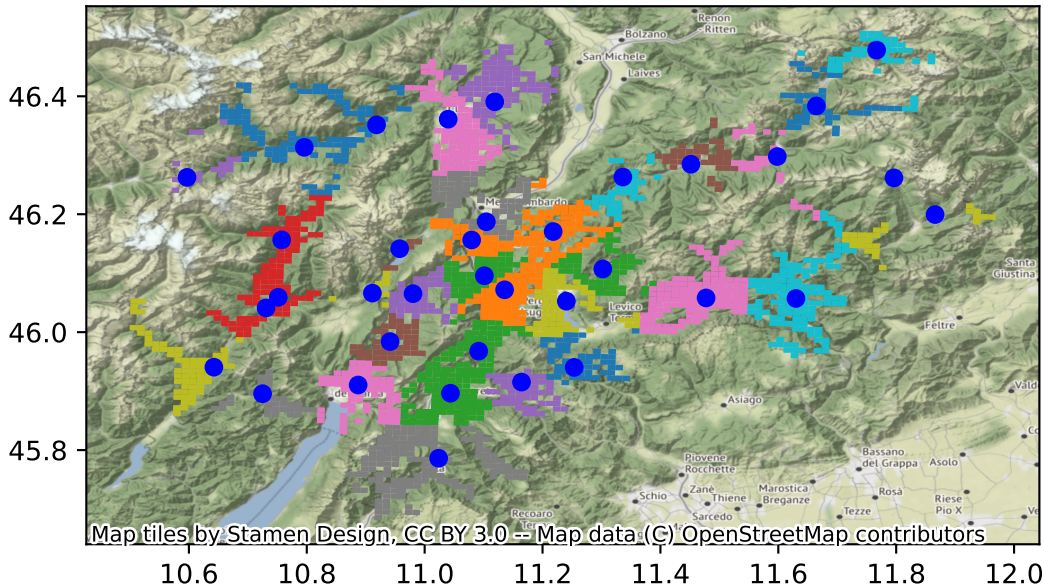 Renon
Ritten
Bolzano
San Michele
Laives
46.4
46.2
46.0
45.8
Levico
Santa
Giustina
Feltre
Asiago
Bassano
del Grappa
Asolo
Piovene
Rocchette
Schio
Zanè
Thiene
Marostica
Breganze
Rosà
Riese
Pio X
Sarcedo
Tezze
Recoaro
Map tiles by Stamen Design, CC BY 3.0 -- Map data (C) OpenStreetMap contributors
10.6 10.8 11.0 11.2 11.4 11.6 11.8 12.0